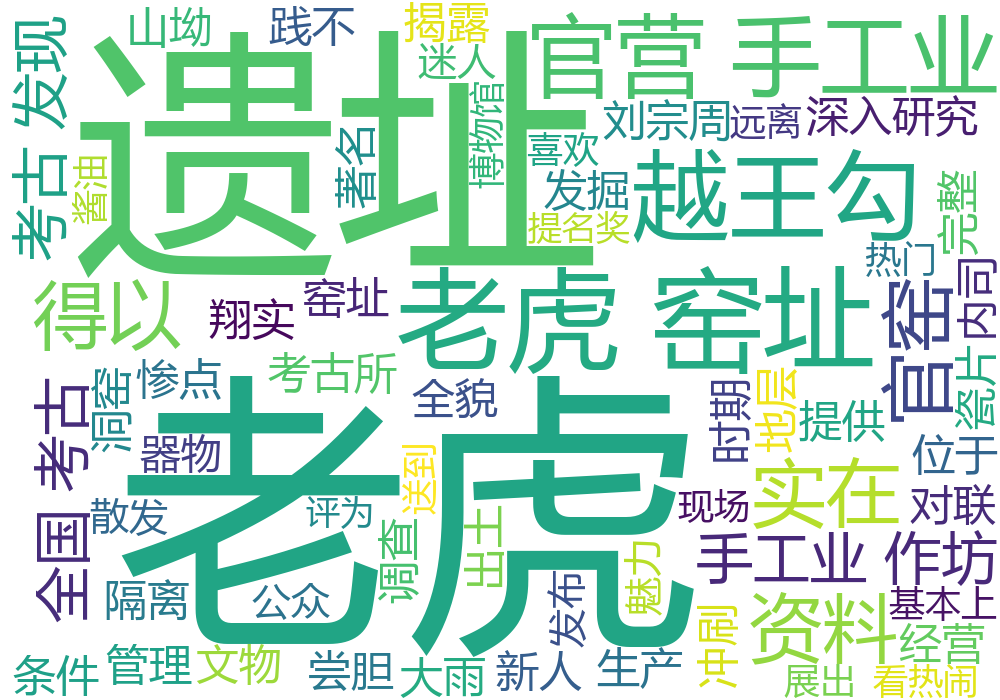 山坳
践不
揭露
官营
手工业
发现
遗址
迷人
博物馆
刘宗周
远离
深入研究
著名
喜欢
考古
酱油
发掘
越王勾
完整
提名奖
热门
内司
得以
翔实
窑址
老虎
窑址
官窑
考古所
惨点
全貌
洞窑
考古
时期
地层
提供
瓷片
老虎
器物
位于
送到
实在
现场
对联
散发
评为
出土
调查
全国
手工业
作坊
魅力
隔离
公众
发布
冲刷
资料
基本上
经营
条件
管理
文物
尝胆
大雨
新人
生产
展出
看热闹